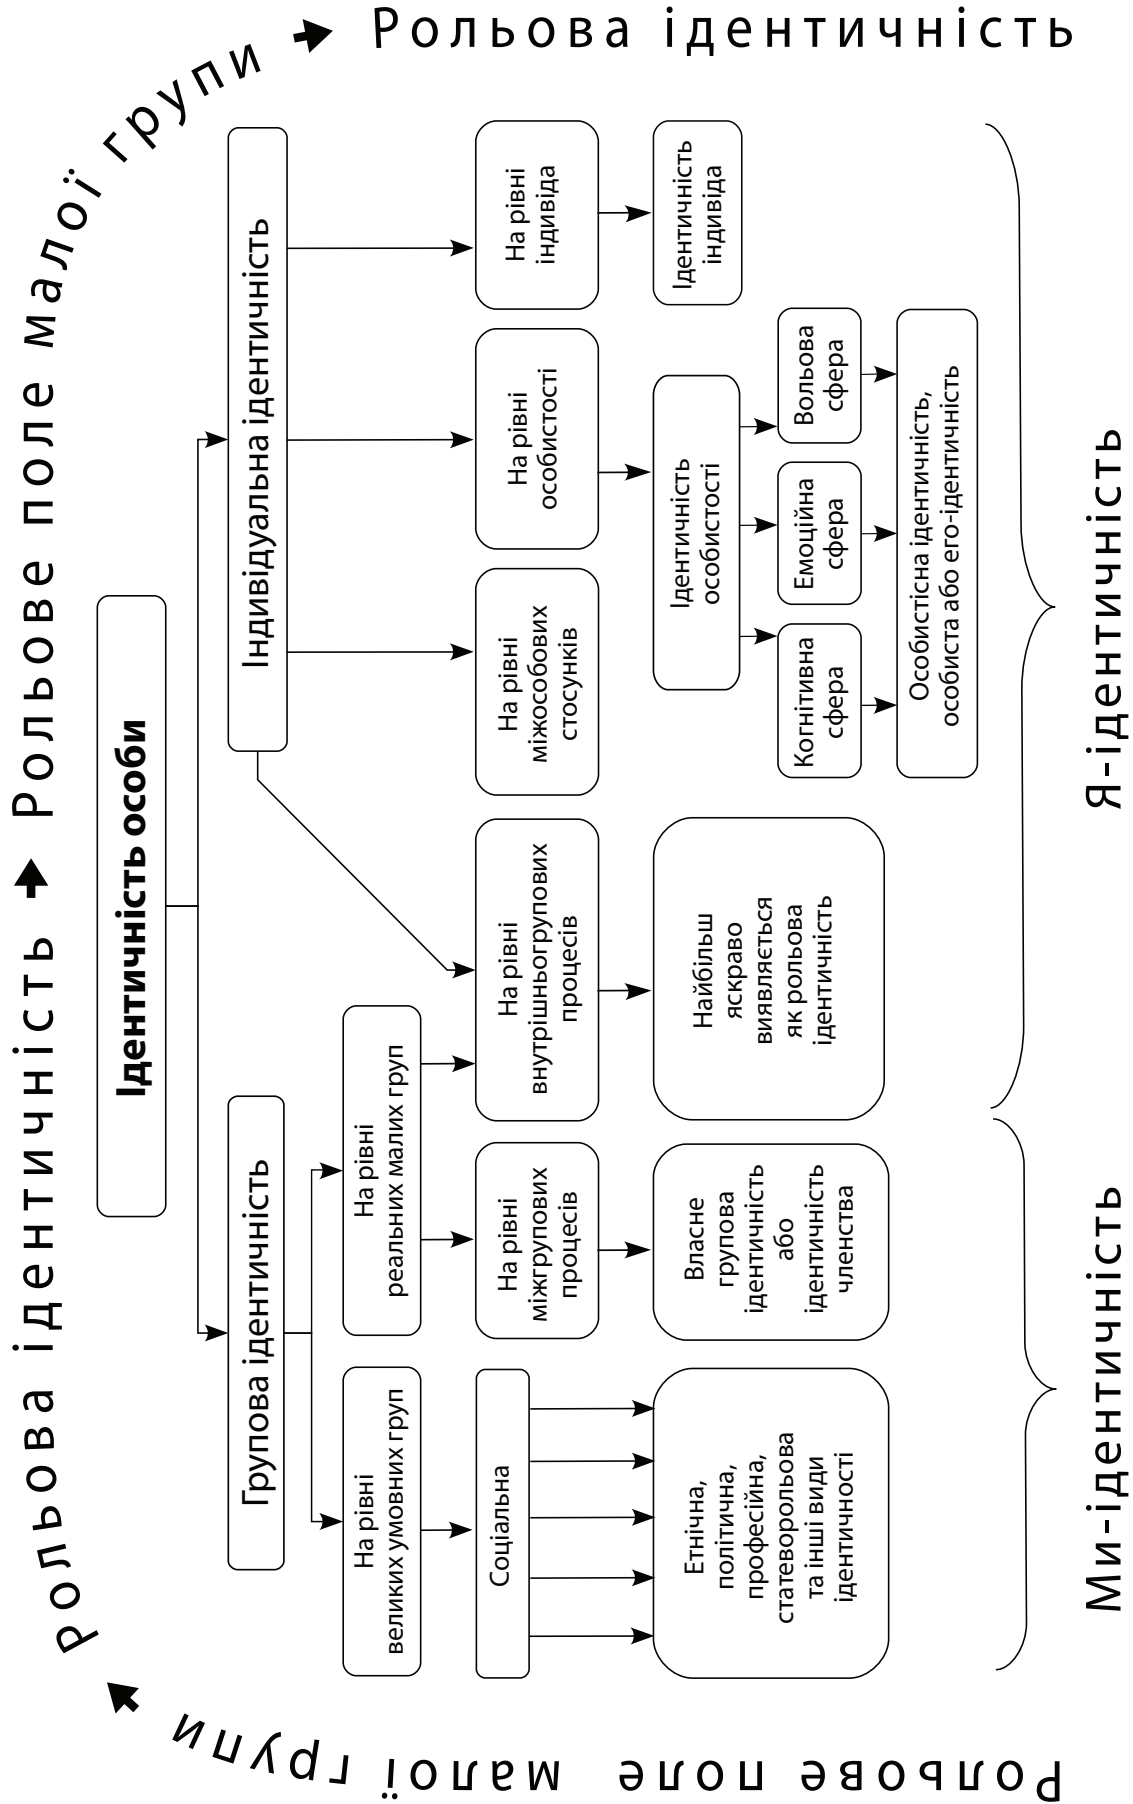 Рольове поле малої групи → Рольова ідентичність → Рольове поле малої групи → Рольова ідентичність
Ідентичність особи
Групова ідентичність
Індивідуальна ідентичність
На рівні
великих умовних груп
На рівні
реальних малих груп
Соціальна
На рівні
міжгрупових
процесів
На рівні
внутрішньогрупових
процесів
На рівні
міжособових
стосунків
На рівні
особистості
На рівні
індивіда
Етнічна,
політична,
професійна,
статеворольова
та інші види
ідентичності
Власне
групова
ідентичність
або
ідентичність
членства
Найбільш
яскраво
виявляється
як рольова
ідентичність
Ідентичність
особистості
Ідентичність
індивіда
Когнітивна
сфера
Емоційна
сфера
Вольова
сфера
Особистісна ідентичність,
особиста або его-ідентичність
Ми-ідентичність
Я-ідентичність